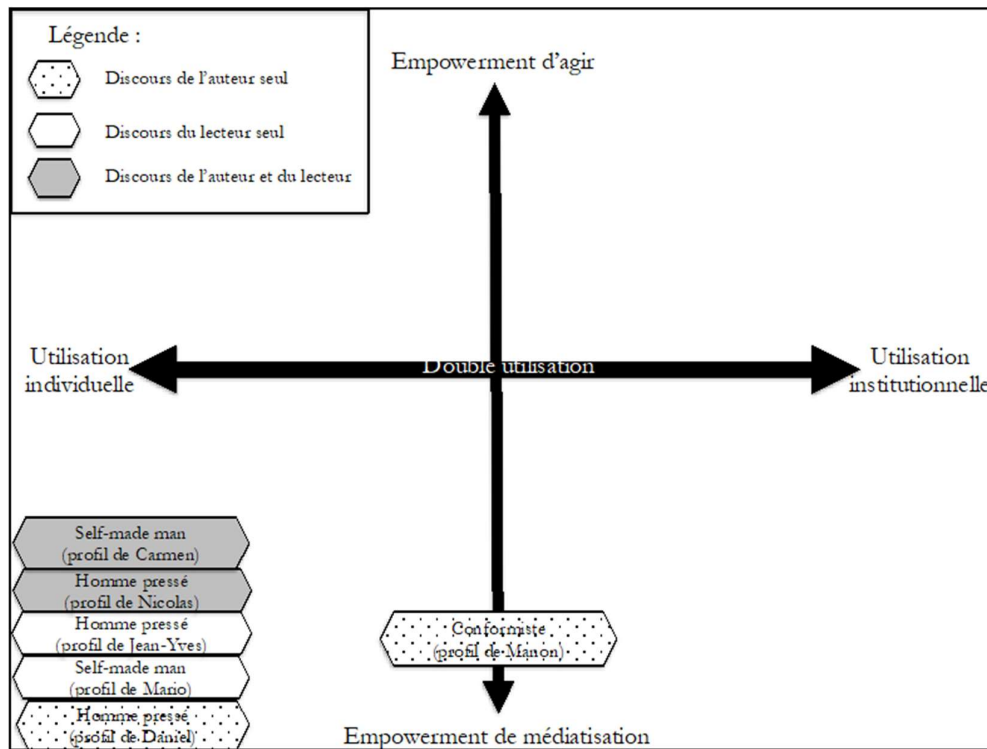 Légende :
Discours de l'auteur seul
Discours du lecteur seul
Discours de l'auteur et du lecteur
Empowerment d'agir
Utilisation
individuelle
Double utilisation
Utilisation
institutionnelle
Self-made man
(profil de Carmen)
Homme pressé
(profil de Nicolas)
Homme pressé
(profil de Jean-Yves)
Self-made man
(profil de Mario)
Homme pressé
(profil de Daniel)
Conformiste
(profil de Manon)
Empowerment de médiatisation